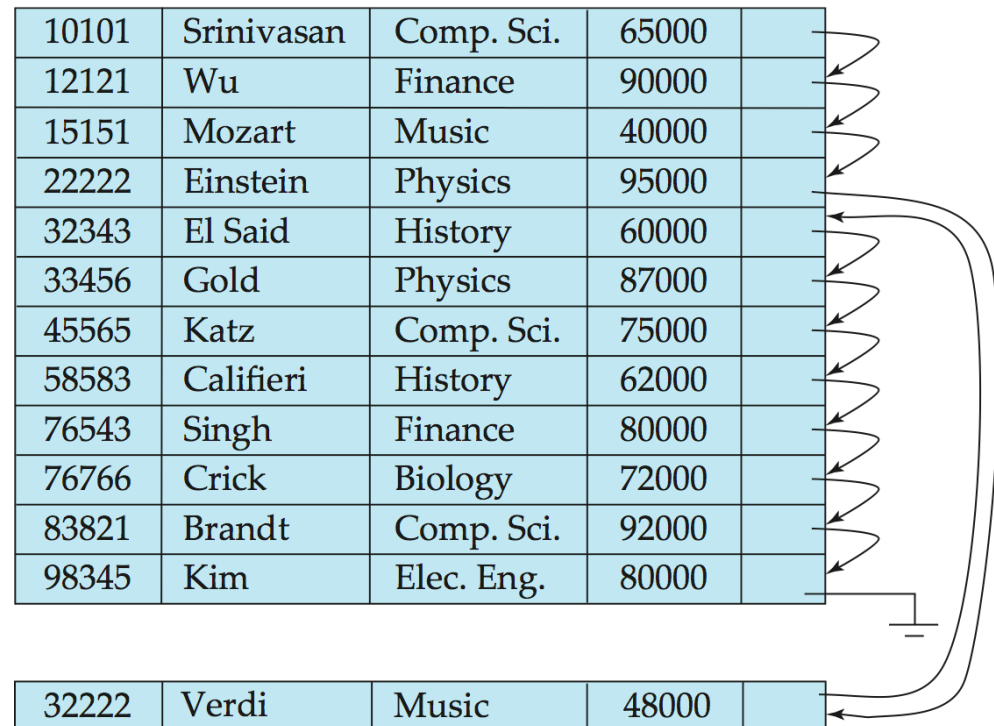 10101 Srinivasan Comp. Sci. 65000
12121 Wu Finance 90000
15151 Mozart Music 40000
22222 Einstein Physics 95000
32343 El Said History 60000
33456 Gold Physics 87000
45565 Katz Comp. Sci. 75000
58583 Califieri History 62000
76543 Singh Finance 80000
76766 Crick Biology 72000
83821 Brandt Comp. Sci. 92000
98345 Kim Elec. Eng. 80000
32222 Verdi Music 48000